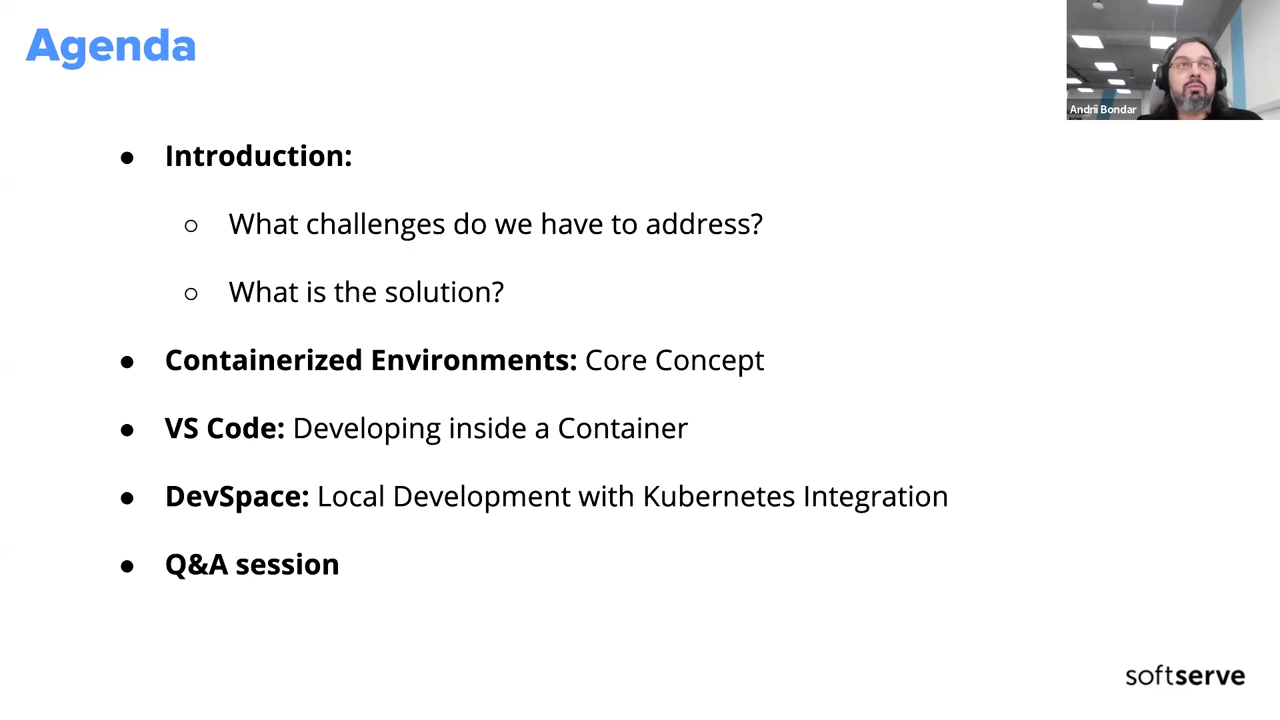 Agenda
Andrii Bondar
● Introduction:
○ What challenges do we have to address?
○ What is the solution?
● Containerized Environments: Core Concept
● VS Code: Developing inside a Container
● DevSpace: Local Development with Kubernetes Integration
● Q&A session
softserve